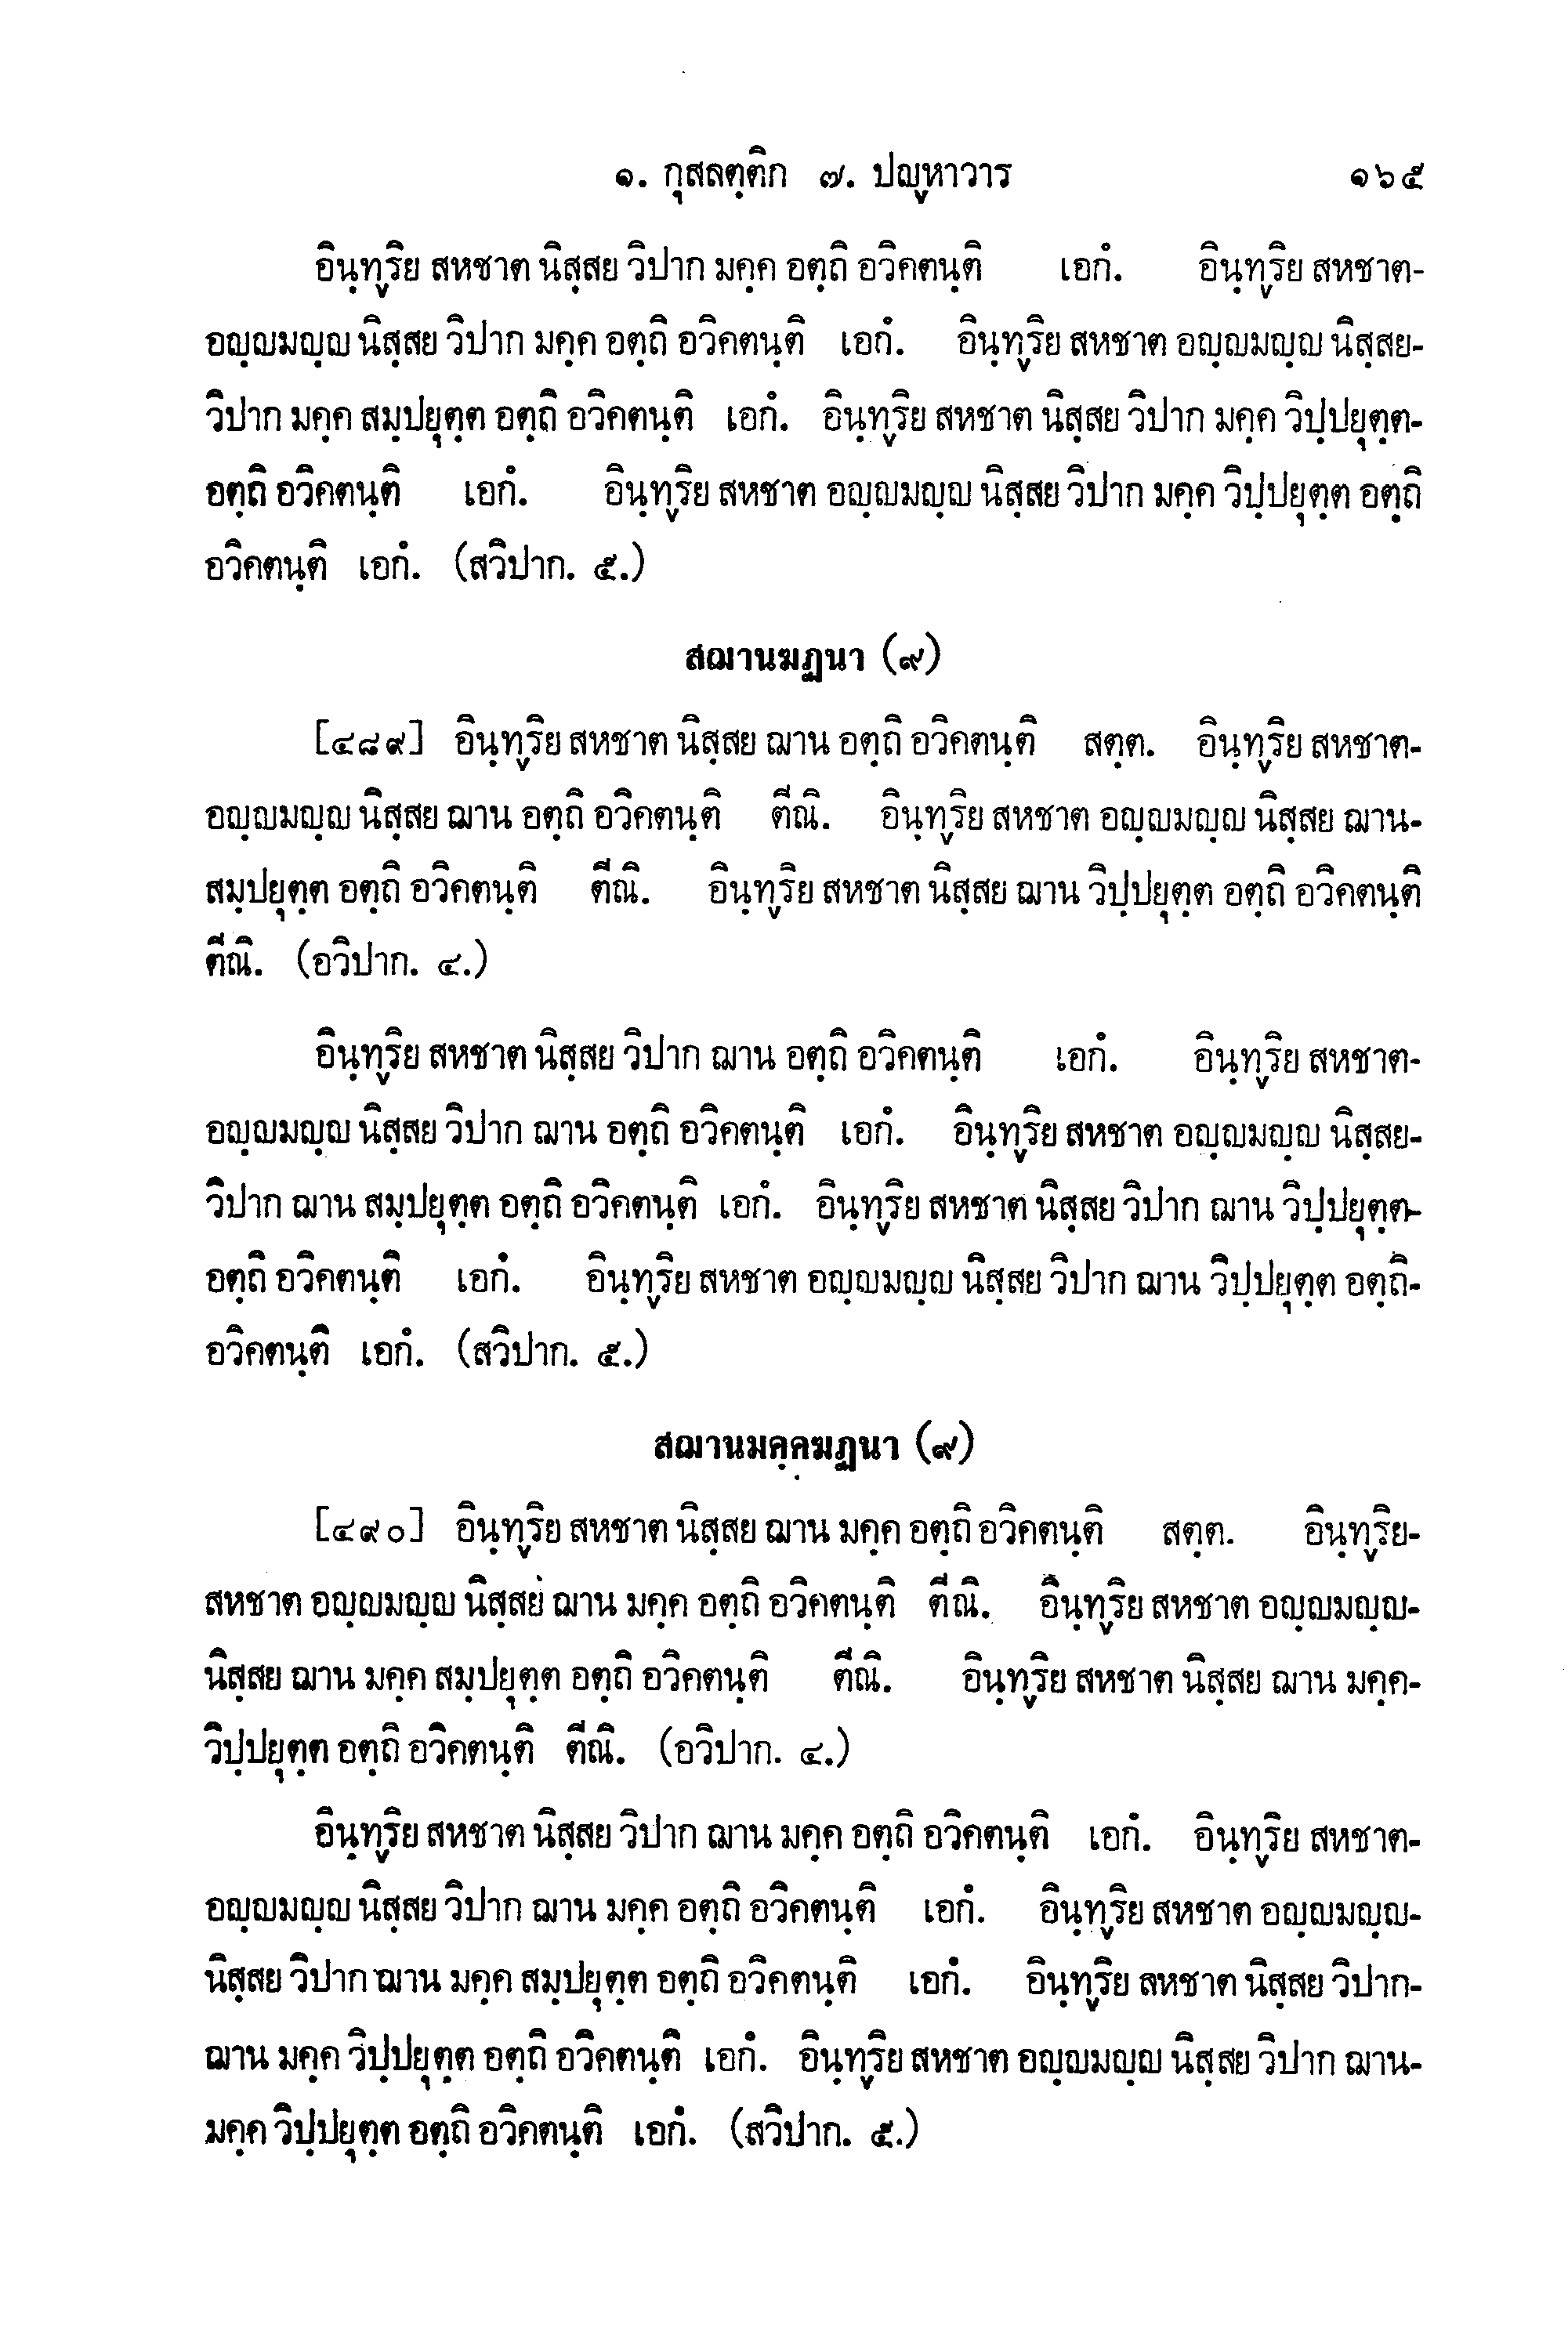 ๑. กุสลตฺติก ๗. ปญฺหาวาร ๑๖๕
อินฺทฺริย สหชาต นิสฺสย วิปาก มคฺค อตฺถิ อวิคตนฺติ เอกํ. อินฺทฺริย สหชาต-
อญฺญมญฺญ นิสฺสย วิปาก มคฺค อตฺถิ อวิคตนฺติ เอกํ. อินฺทฺริย สหชาต อญฺญมญฺญ นิสฺสย-
วิปาก มคฺค สมฺปยุตฺต อตฺถิ อวิคตนฺติ เอกํ. อินฺทฺริย สหชาต นิสฺสย วิปาก มคฺค วิปฺปยุตฺต-
อตฺถิ อวิคตนฺติ เอกํ. อินฺทฺริย สหชาต อญฺญมญฺญ นิสฺสย วิปาก มคฺค วิปฺปยุตฺต อตฺถิ
อวิคตนฺติ เอกํ. (สวิปาก. ๕.)
สฌานฆฏนา (๙)
[๔๘๙] อินฺทฺริย สหชาต นิสฺสย ฌาน อตฺถิ อวิคตนฺติ สตฺต. อินฺทฺริย สหชาต-
อญฺญมญฺญ นิสฺสย ฌาน อตฺถิ อวิคตนฺติ ตีณิ. อินฺทฺริย สหชาต อญฺญมญฺญ นิสฺสย ฌาน-
สมฺปยุตฺต อตฺถิ อวิคตนฺติ ตีณิ. อินฺทฺริย สหชาต นิสฺสย ฌาน วิปฺปยุตฺต อตฺถิ อวิคตนฺติ
ตีณิ. (อวิปาก. ๔.)
อินฺทฺริย สหชาต นิสฺสย วิปาก ฌาน อตฺถิ อวิคตนฺติ เอกํ. อินฺทฺริย สหชาต-
อญฺญมญฺญ นิสฺสย วิปาก ฌาน อตฺถิ อวิคตนฺติ เอกํ. อินฺทฺริย สหชาต อญฺญมญฺญ นิสฺสย-
วิปาก ฌาน สมฺปยุตฺต อตฺถิ อวิคตนฺติ เอกํ. อินฺทฺริย สหชาต นิสฺสย วิปาก ฌาน วิปฺปยุตฺต-
อตฺถิ อวิคตนฺติ เอกํ. อินฺทฺริย สหชาต อญฺญมญฺญ นิสฺสย วิปาก ฌาน วิปฺปยุตฺต อตฺถิ-
อวิคตนฺติ เอกํ. (สวิปาก. ๕.)
สฌานมคฺคฆฏนา (๙)
[๔๙๐] อินฺทฺริย สหชาต นิสฺสย ฌาน มคฺค อตฺถิ อวิคตนฺติ สตฺต. อินฺทฺริย-
สหชาต อญฺญมญฺญ นิสฺสย ฌาน มคฺค อตฺถิ อวิคตนฺติ ตีณิ. อินฺทฺริย สหชาต อญฺญมญฺญ-
นิสฺสย ฌาน มคฺค สมฺปยุตฺต อตฺถิ อวิคตนฺติ ตีณิ. อินฺทฺริย สหชาต นิสฺสย ฌาน มคฺค-
วิปฺปยุตฺต อตฺถิ อวิคตนฺติ ตีณิ. (อวิปาก. ๔.)
อินฺทฺริย สหชาต นิสฺสย วิปาก ฌาน มคฺค อตฺถิ อวิคตนฺติ เอกํ. อินฺทฺริย สหชาต-
อญฺญมญฺญ นิสฺสย วิปาก ฌาน มคฺค อตฺถิ อวิคตนฺติ เอกํ. อินฺทฺริย สหชาต อญฺญมญฺญ-
นิสฺสย วิปาก ฌาน มคฺค สมฺปยุตฺต อตฺถิ อวิคตนฺติ เอกํ. อินฺทฺริย สหชาต นิสฺสย วิปาก-
ฌาน มคฺค วิปฺปยุตฺต อตฺถิ อวิคตนฺติ เอกํ. อินฺทฺริย สหชาต อญฺญมญฺญ นิสฺสย วิปาก ฌาน-
มคฺค วิปฺปยุตฺต อตฺถิ อวิคตนฺติ เอกํ. (สวิปาก. ๕.)